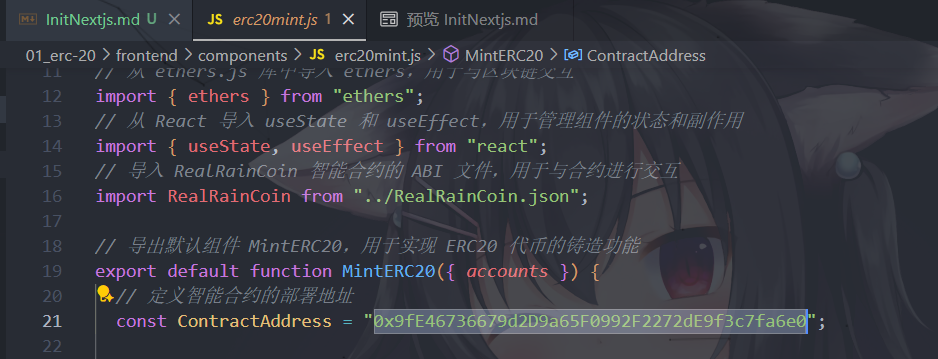 InitNextjs.md U × JS erc20mint.js 1 × 预览 InitNextjs.md
01_erc-20 > frontend > components > JS erc20mint.js > MintERC20 > ContractAddress
11 // 从 ethers.js 库中导入 ethers，用于与区块链交互
12 import { ethers } from "ethers";
13 // 从 React 导入 useState 和 useEffect，用于管理组件的状态和副作用
14 import { useState, useEffect } from "react";
15 // 导入 RealRainCoin 智能合约的 ABI 文件，用于与合约进行交互
16 import RealRainCoin from "../RealRainCoin.json";
17
18 // 导出默认组件 MintERC20，用于实现 ERC20 代币的铸造功能
19 export default function MintERC20({ accounts }) {
20 // 定义智能合约的部署地址
21 const ContractAddress = "0x9fE46736679d2D9a65F0992F2272dE9f3c7fa6e0";
22